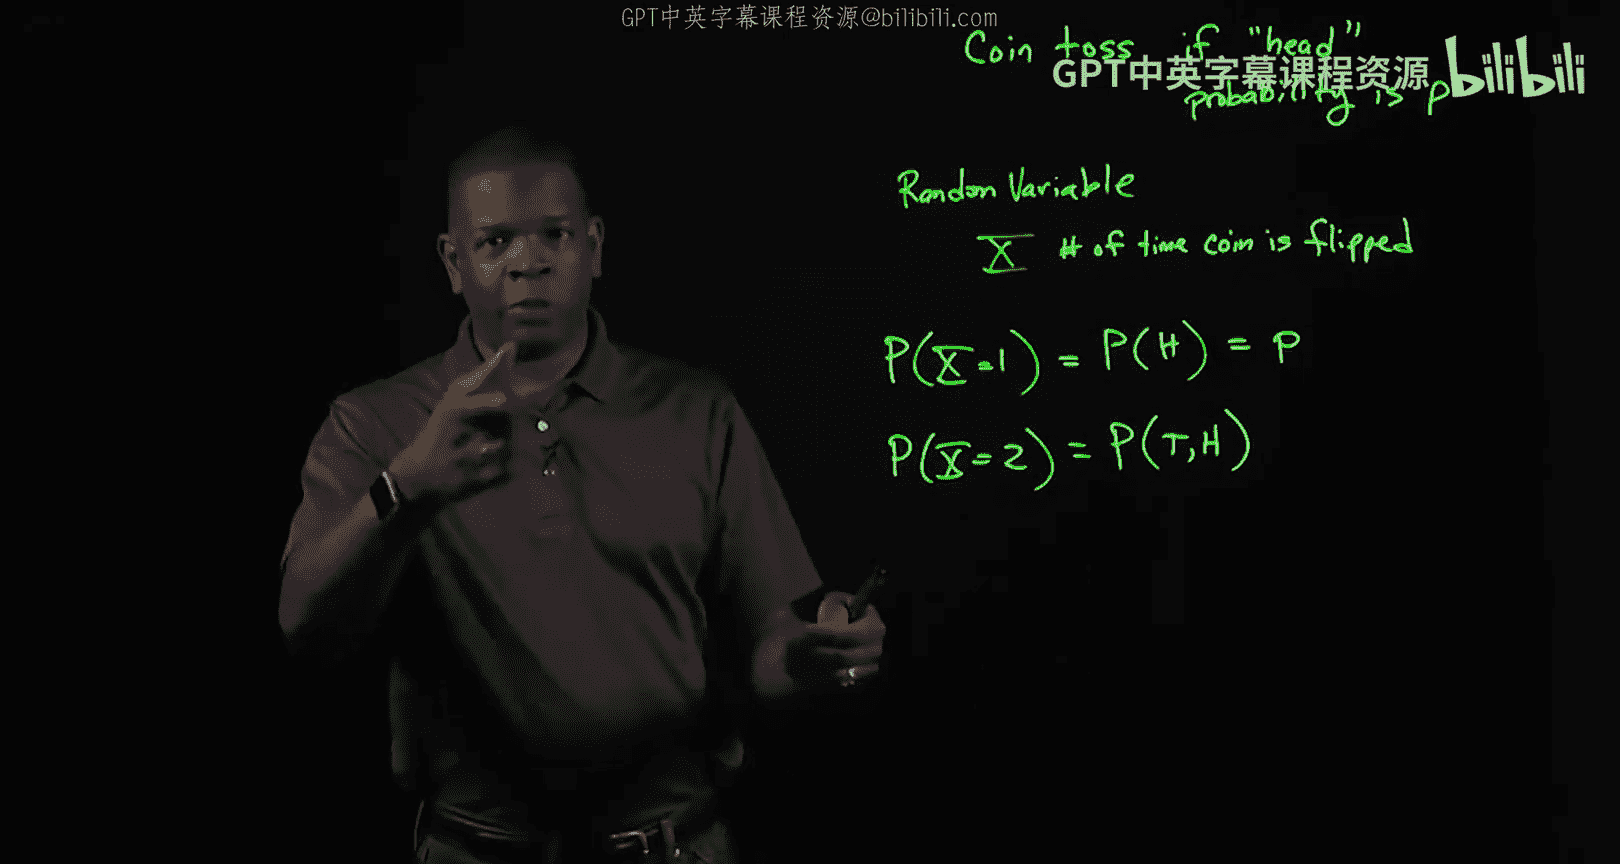 GPT中英字幕课程资源@bilibili.com
Coin toss if "head"
GPT中英字幕课程资源 bilibili
probability is p
Random Variable
X # of time coin is flipped
P(X=1) = P(H) = P
P(X=2) = P(T,H)